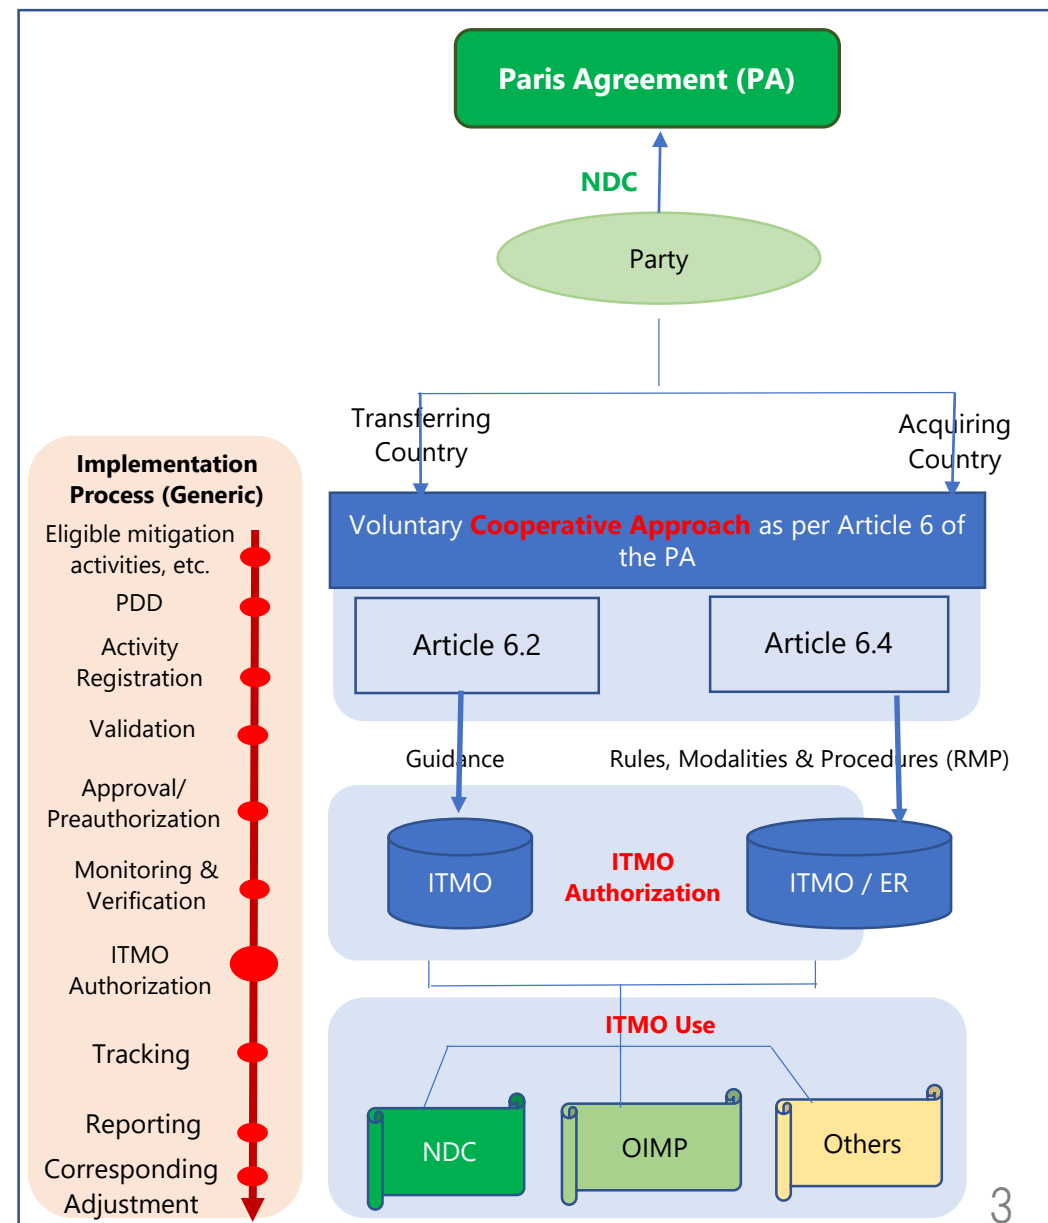 Paris Agreement (PA)
NDC
Party
Transferring
Country
Acquiring
Country
Voluntary Cooperative Approach as per Article 6 of
the PA
Article 6.2
Article 6.4
Guidance
Rules, Modalities & Procedures (RMP)
ITMO
ITMO
Authorization
ITMO / ER
ITMO Use
NDC
OIMP
Others
Implementation
Process (Generic)
Eligible mitigation
activities, etc.
PDD
Activity
Registration
Validation
Approval/
Preauthorization
Monitoring &
Verification
ITMO
Authorization
Tracking
Reporting
Corresponding
Adjustment
3